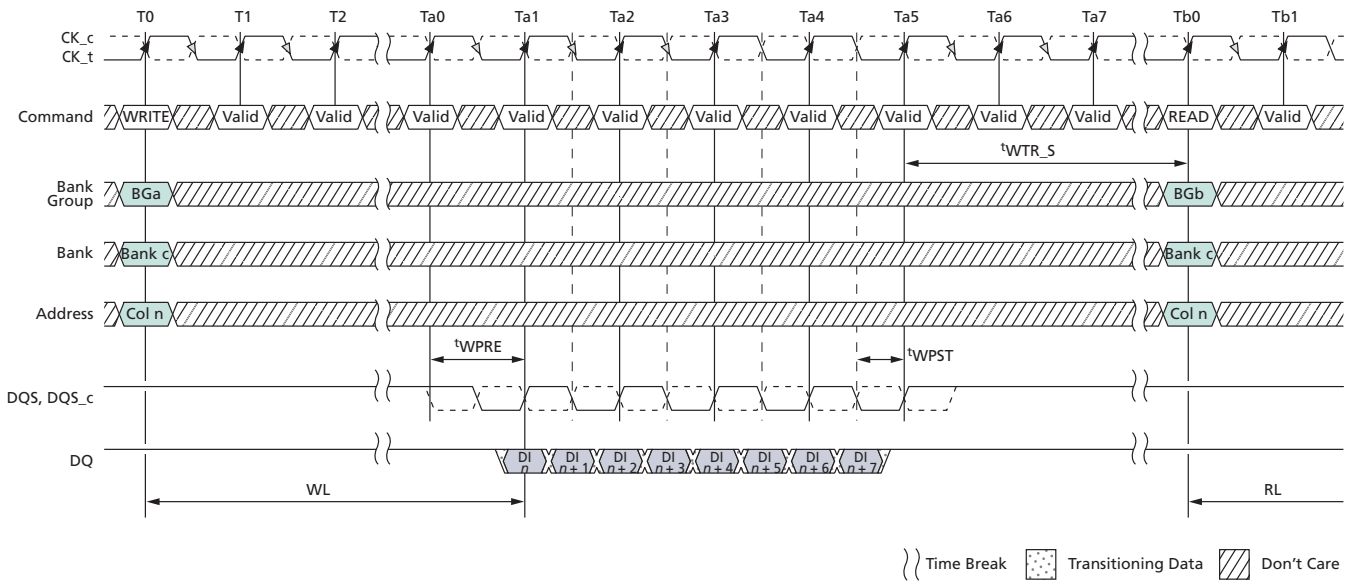 T0 T1 T2 Ta0 Ta1 Ta2 Ta3 Ta4 Ta5 Ta6 Ta7 Tb0 Tb1
CK_c
CK_t
Command WRITE Valid Valid Valid Valid Valid Valid Valid Valid Valid Valid READ Valid
tWTR_S
Bank Group BGa BGb
Bank Bank c Bank c
Address Col n Col n
tWPRE tWPST
DQS, DQS_c
DQ DI n DI n + 1 DI n + 2 DI n + 3 DI n + 4 DI n + 5 DI n + 6 DI n + 7
WL RL
Time Break Transitioning Data Don't Care